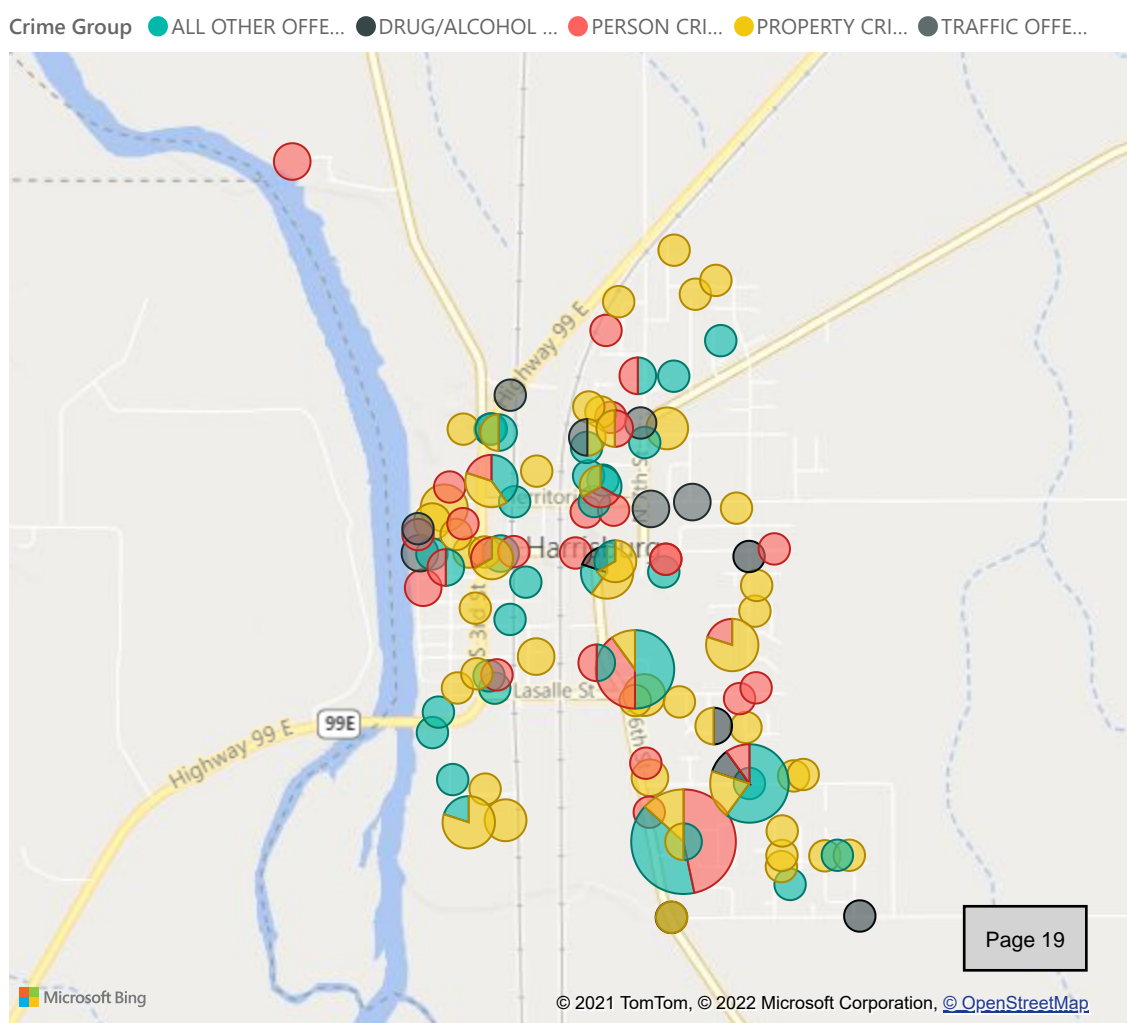 Crime Group ALL OTHER OFFE... DRUG/ALCOHOL ... PERSON CRI... PROPERTY CRI... TRAFFIC OFFE...
Highway 99 E
Harrisburg
S 3rd St
Lasalle St
99E
Highway 99 E
Page 19
Microsoft Bing
© 2021 TomTom, © 2022 Microsoft Corporation, © OpenStreetMap